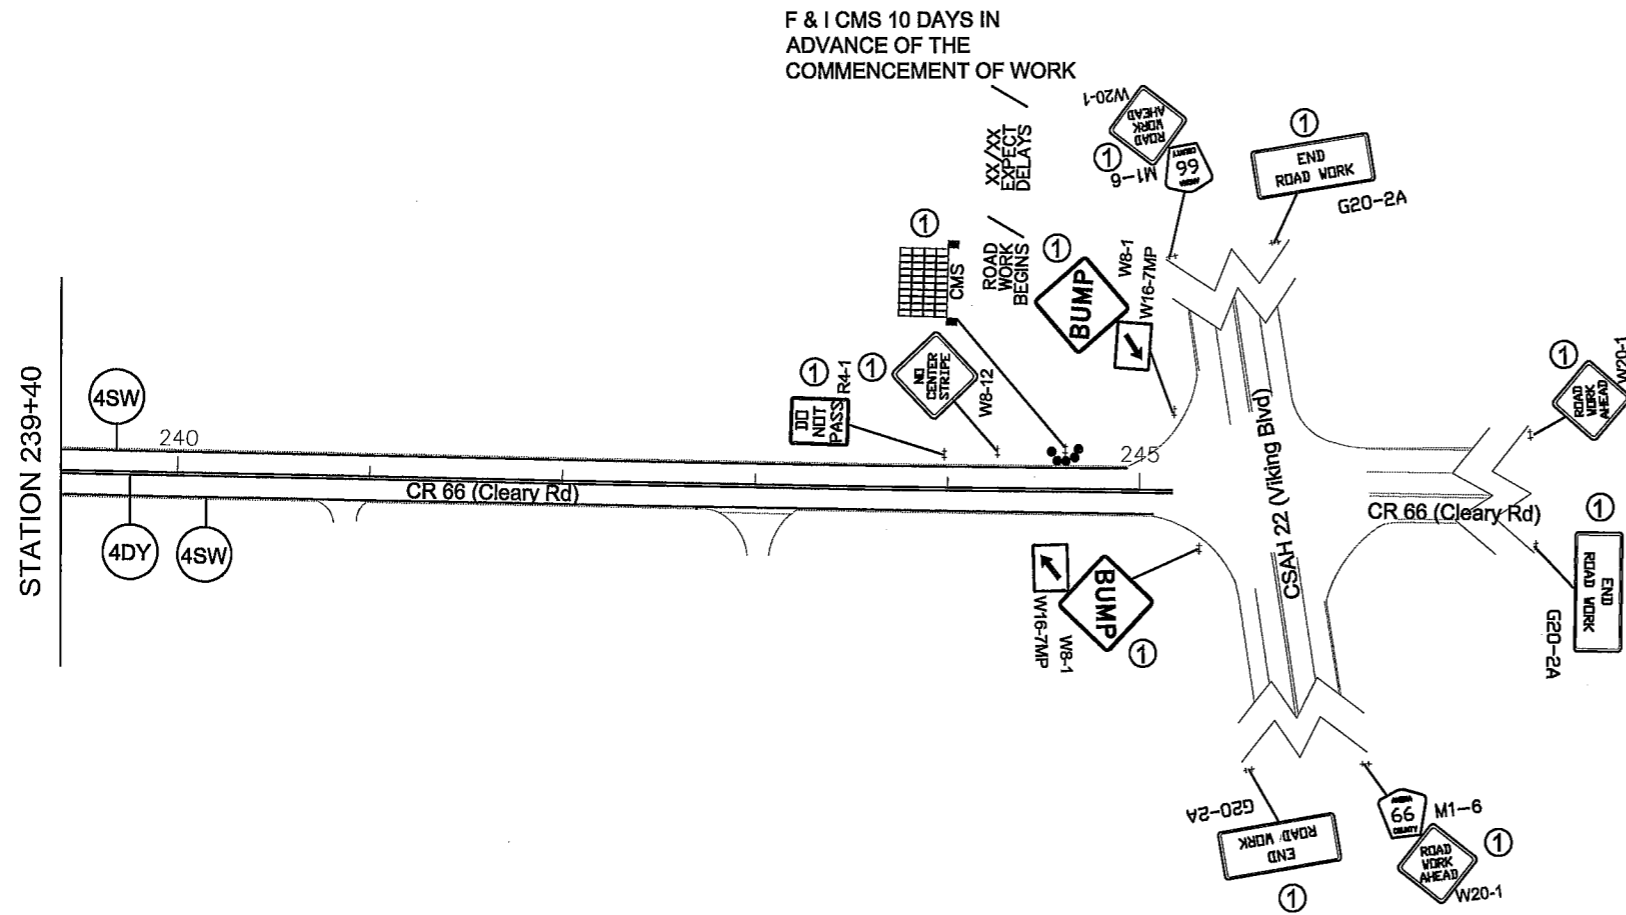 F & I CMS 10 DAYS IN
ADVANCE OF THE
COMMENCEMENT OF WORK
XX/XX
EXPECT
DELAYS
ROAD
WORK
BEGINS
1
CMS
W20-1
ROAD
WORK
AHEAD
1
M1-6
ANOKA
66
COUNTY
1
END
ROAD WORK
G20-2A
1
BUMP
W8-1
W16-7MP
1
DO
NOT
PASS
R4-1
1
NO
CENTER
STRIPE
W8-12
1
ROAD
WORK
AHEAD
W20-1
STATION 239+40
4SW
240
245
CR 66 (Cleary Rd)
4DY
4SW
CSAH 22 (Viking Blvd)
CR 66 (Cleary Rd)
1
END
ROAD WORK
G20-2A
BUMP
W8-1
W16-7MP
1
G20-2A
END
ROAD WORK
1
66
COUNTY
M1-6
ROAD
WORK
AHEAD
1
W20-1